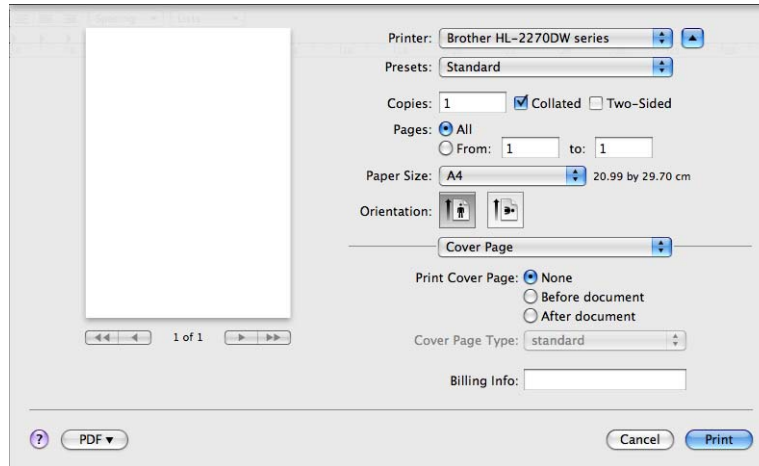 Spacing Lists
Printer: Brother HL-2270DW series
Presets: Standard
Copies: 1 Collated Two-Sided
Pages: All
From: 1 to: 1
Paper Size: A4 20.99 by 29.70 cm
Orientation:
Cover Page
Print Cover Page: None
Before document
After document
1 of 1
Cover Page Type: standard
Billing Info:
? PDF Cancel Print